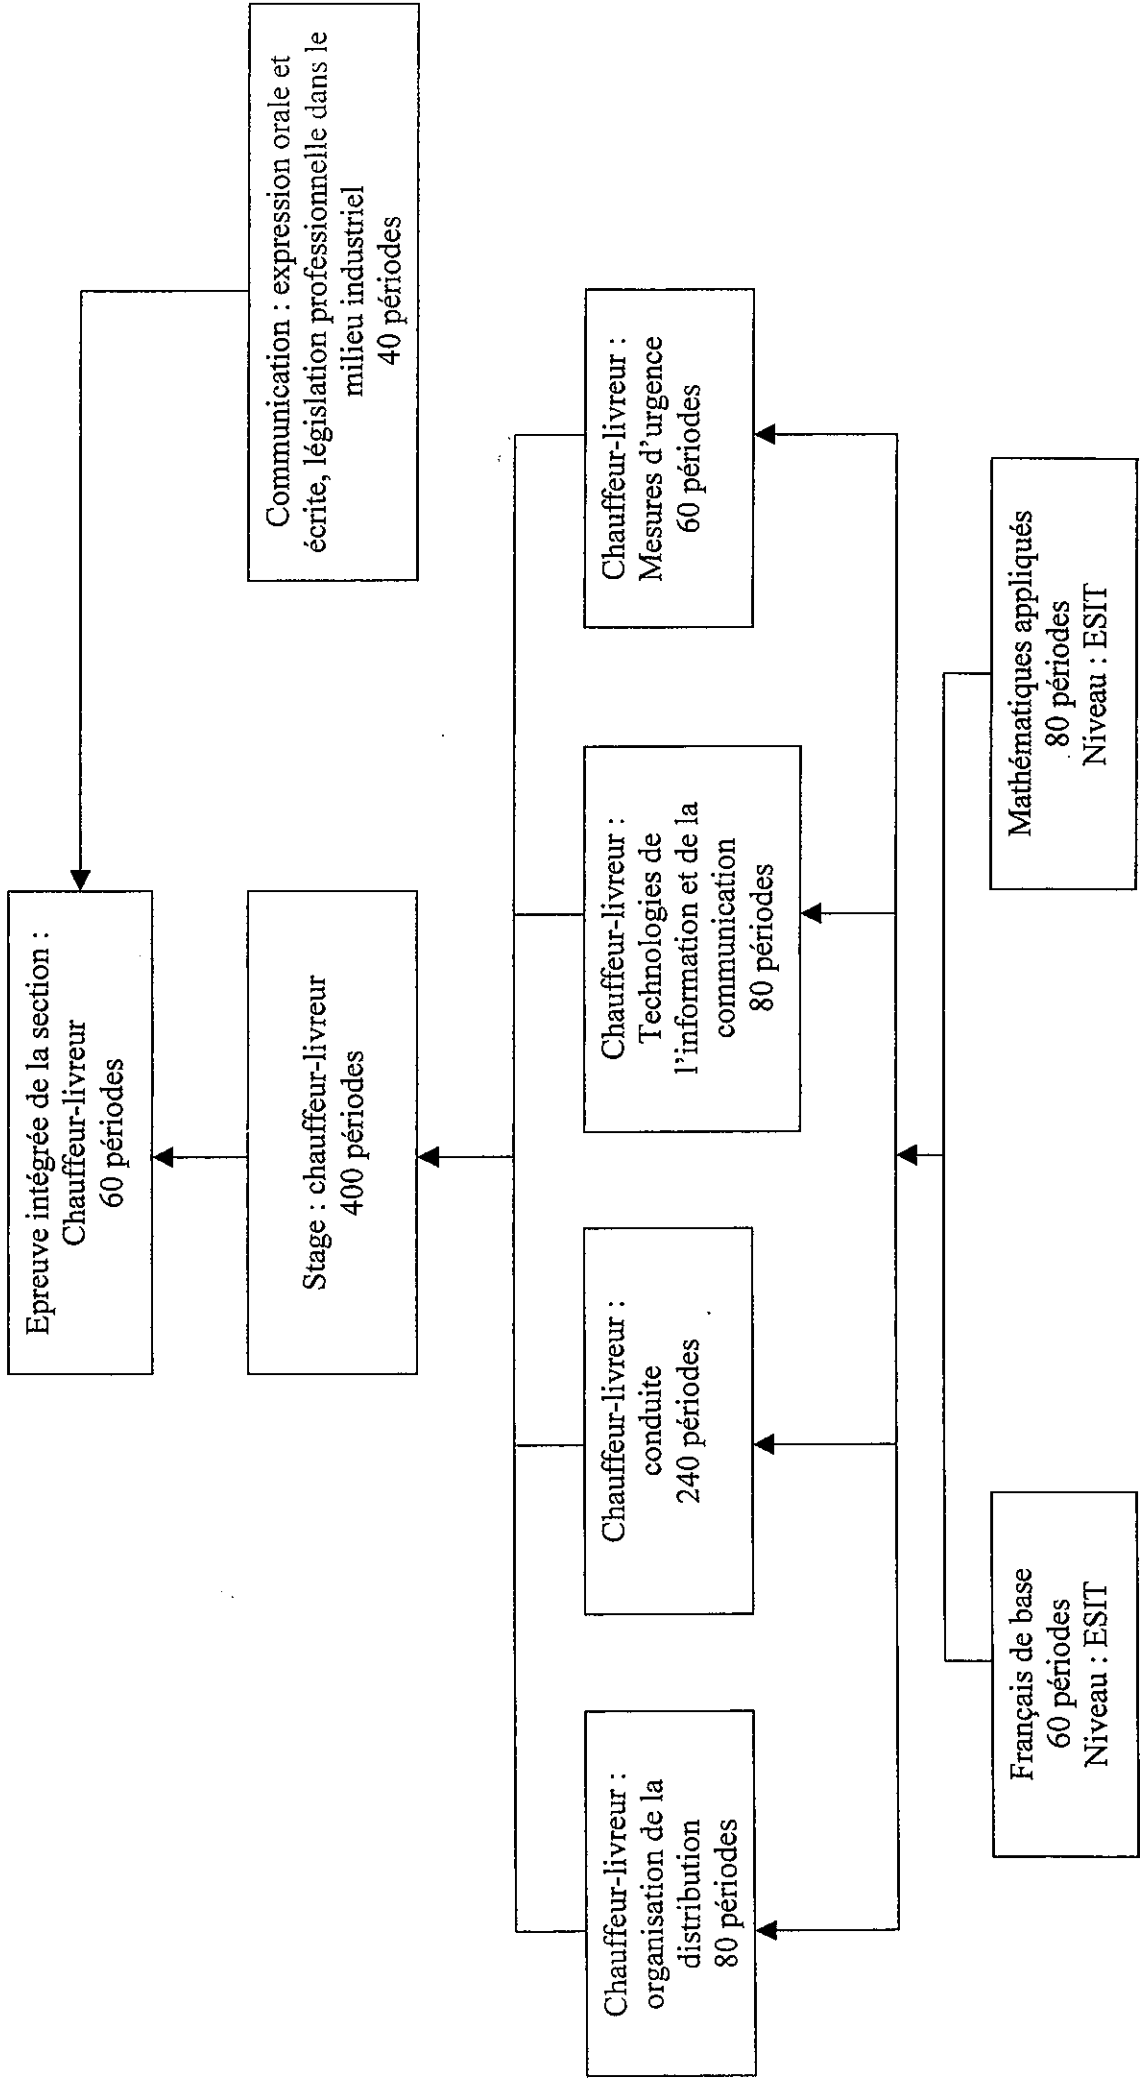 Epreuve intégrée de la section :
Chauffeur-livreur
60 périodes
Stage : chauffeur-livreur
400 périodes
Communication : expression orale et
écrite, législation professionnelle dans le
milieu industriel
40 périodes
Chauffeur-livreur :
organisation de la
distribution
80 périodes
Chauffeur-livreur :
conduite
240 périodes
Chauffeur-livreur :
Technologies de
l'information et de la
communication
80 périodes
Chauffeur-livreur :
Mesures d'urgence
60 périodes
Français de base
60 périodes
Niveau : ESIT
Mathématiques appliqués
80 périodes
Niveau : ESIT